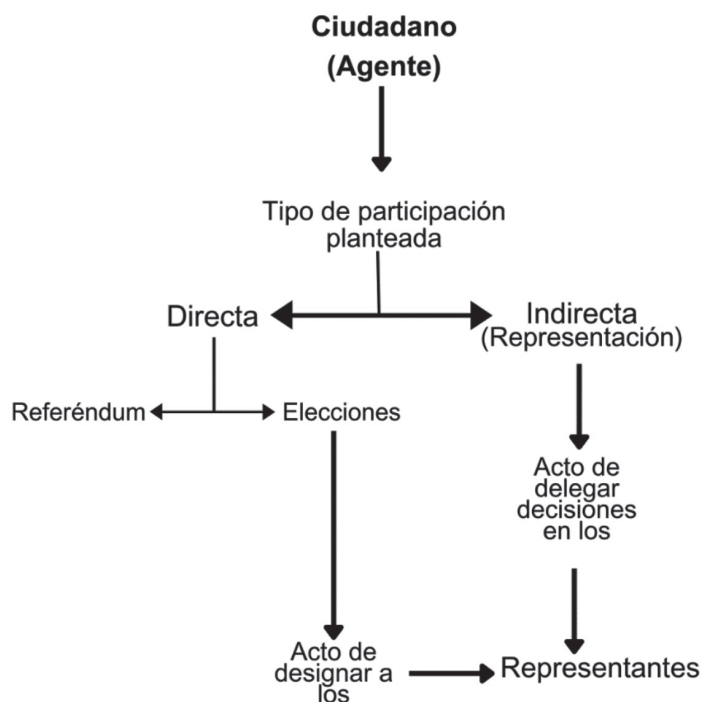 Ciudadano
(Agente)
Tipo de participación
planteada
Directa
Indirecta
(Representación)
Referéndum
Elecciones
Acto de
delegar
decisiones
en los
Acto de
designar a
los
Representantes